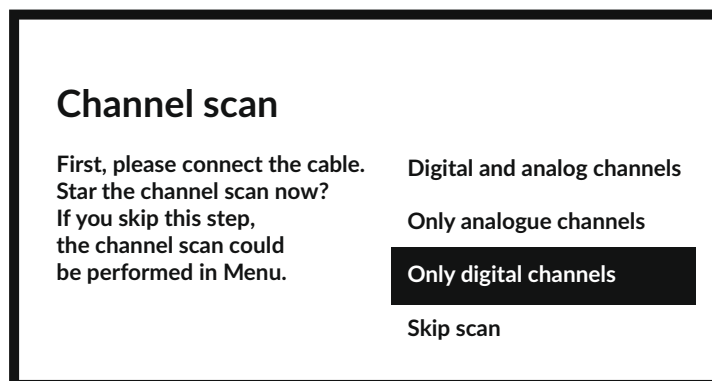 Channel scan
First, please connect the cable.
Star the channel scan now?
If you skip this step,
the channel scan could
be performed in Menu.
Digital and analog channels
Only analogue channels
Only digital channels
Skip scan